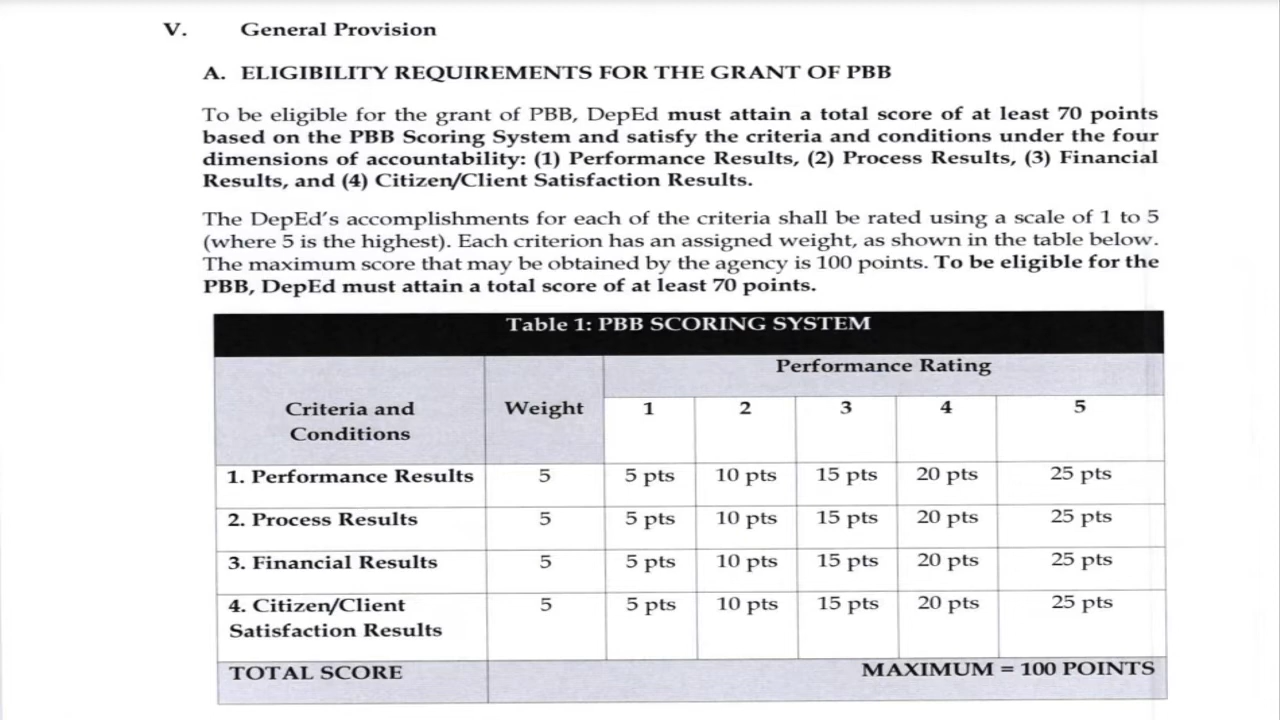 V. General Provision
A. ELIGIBILITY REQUIREMENTS FOR THE GRANT OF PBB
To be eligible for the grant of PBB, DepEd must attain a total score of at least 70 points
based on the PBB Scoring System and satisfy the criteria and conditions under the four
dimensions of accountability: (1) Performance Results, (2) Process Results, (3) Financial
Results, and (4) Citizen/Client Satisfaction Results.
The DepEd's accomplishments for each of the criteria shall be rated using a scale of 1 to 5
(where 5 is the highest). Each criterion has an assigned weight, as shown in the table below.
The maximum score that may be obtained by the agency is 100 points. To be eligible for the
PBB, DepEd must attain a total score of at least 70 points.
Table 1: PBB SCORING SYSTEM
Performance Rating
Criteria and Conditions
Weight 1 2 3 4 5
1. Performance Results 5 5 pts 10 pts 15 pts 20 pts 25 pts
2. Process Results 5 5 pts 10 pts 15 pts 20 pts 25 pts
3. Financial Results 5 5 pts 10 pts 15 pts 20 pts 25 pts
4. Citizen/Client 5 5 pts 10 pts 15 pts 20 pts 25 pts
Satisfaction Results
TOTAL SCORE MAXIMUM = 100 POINTS